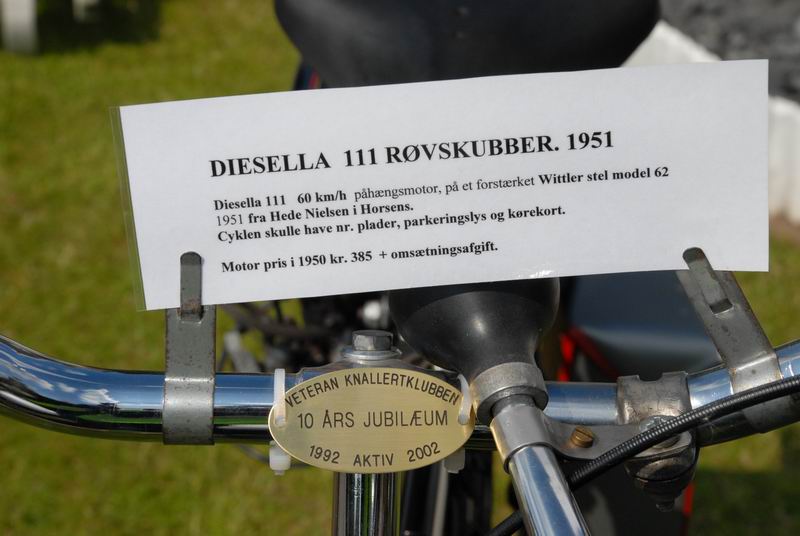 DIESELLA 111 RØVSKUBBER. 1951
Diesella 111 60 km/h påhængsmotor, på et forstærket Wittler stel model 62
1951 fra Hede Nielsen i Horsens.
Cyklen skulle have nr. plader, parkeringslys og kørekort.
Motor pris i 1950 kr. 385 + omsætningsafgift.
VETERAN KNALLERTKLUBBEN
10 ÅRS JUBILÆUM
1992 AKTIV 2002